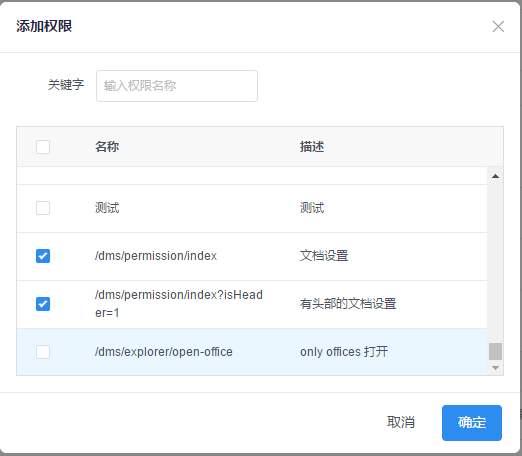 添加权限
关键字 输入权限名称
名称 描述
测试 测试
/dms/permission/index 文档设置
/dms/permission/index?isHead
er=1 有头部的文档设置
/dms/explorer/open-office only offices 打开
取消 确定